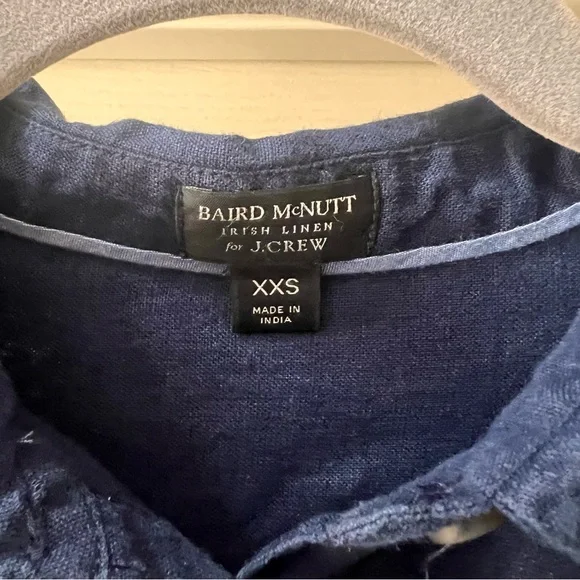 BAIRD McNUTT
IRISH LINEN
for J.CREW
XXS
MADE IN
INDIA